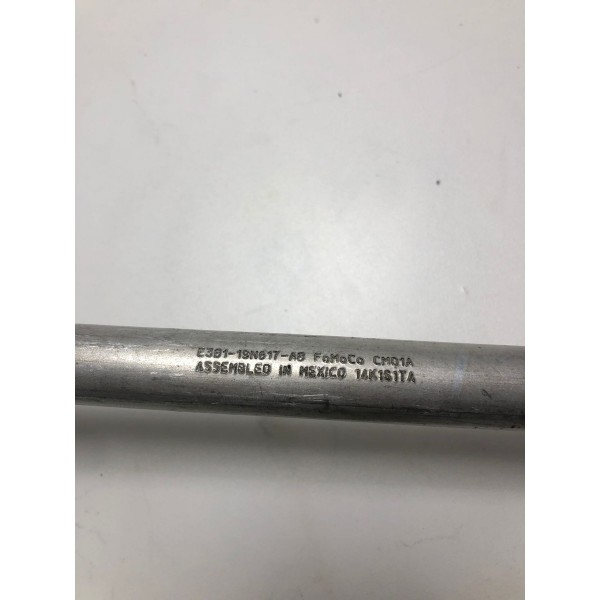 E3B1-19N617-AB FoMoCo CM01A
ASSEMBLED IN MEXICO 14K1S1TA